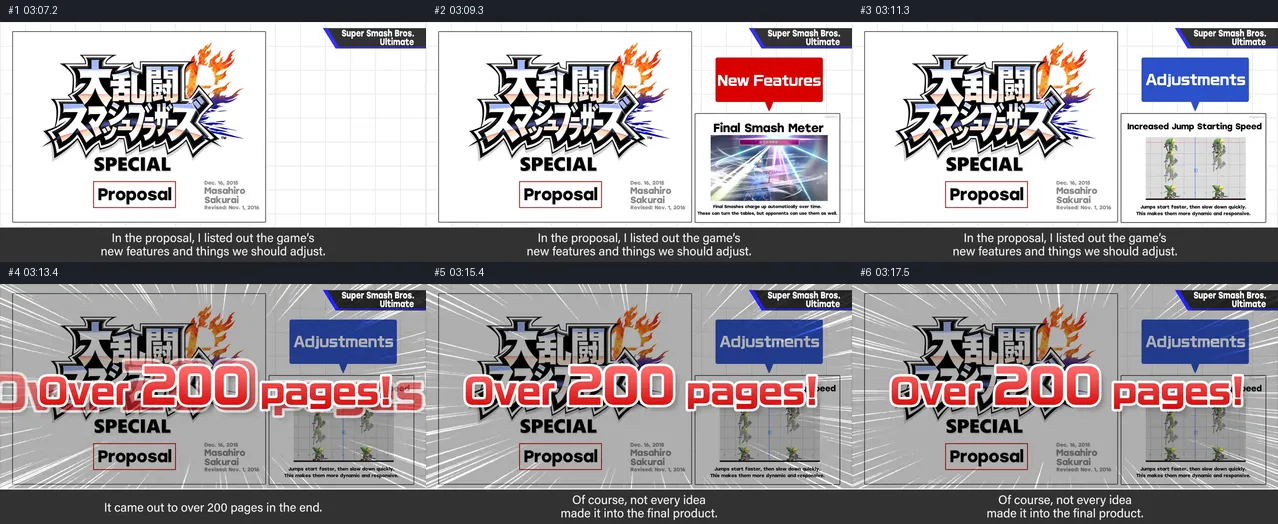 #1 03:07.2
Super Smash Bros.
Ultimate
大乱闘
スマッシュブラザーズ
SPECIAL
Proposal
Dec. 16, 2015
Masahiro
Sakurai
Revised: Nov. 1, 2016
In the proposal, I listed out the game's
new features and things we should adjust.
#2 03:09.3
Super Smash Bros.
Ultimate
大乱闘
スマッシュブラザーズ
SPECIAL
Proposal
Dec. 16, 2015
Masahiro
Sakurai
Revised: Nov. 1, 2016
New Features
Final Smash Meter
Final Smashes charge up automatically over time.
These can turn the tables, but opponents can use them as well.
In the proposal, I listed out the game's
new features and things we should adjust.
#3 03:11.3
Super Smash Bros.
Ultimate
大乱闘
スマッシュブラザーズ
SPECIAL
Proposal
Dec. 16, 2015
Masahiro
Sakurai
Revised: Nov. 1, 2016
Adjustments
Increased Jump Starting Speed
Jumps start faster, then slow down quickly.
This makes them more dynamic and responsive.
In the proposal, I listed out the game's
new features and things we should adjust.
#4 03:13.4
Super Smash Bros.
Ultimate
大乱闘
Adjustments
Over 200 pages!
SPECIAL
Proposal
Dec. 16, 2015
Masahiro
Sakurai
Revised: Nov. 1, 2016
Jumps start faster, then slow down quickly.
This makes them more dynamic and responsive.
It came out to over 200 pages in the end.
#5 03:15.4
Super Smash Bros.
Ultimate
大乱闘
Adjustments
Over 200 pages!
SPECIAL
Proposal
Dec. 16, 2015
Masahiro
Sakurai
Revised: Nov. 1, 2016
Jumps start faster, then slow down quickly.
This makes them more dynamic and responsive.
Of course, not every idea
made it into the final product.
#6 03:17.5
Super Smash Bros.
Ultimate
大乱闘
Adjustments
Over 200 pages!
SPECIAL
Proposal
Dec. 16, 2015
Masahiro
Sakurai
Revised: Nov. 1, 2016
Jumps start faster, then slow down quickly.
This makes them more dynamic and responsive.
Of course, not every idea
made it into the final product.